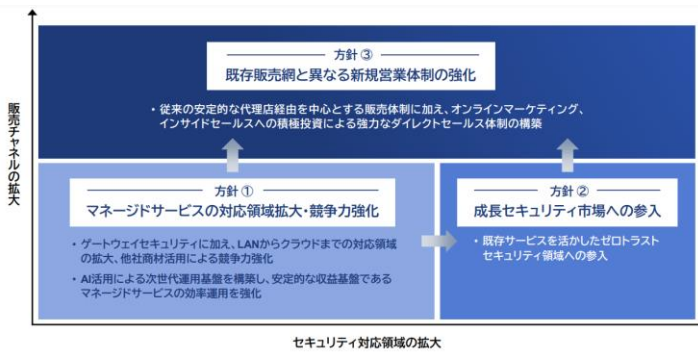 方針③
既存販売網と異なる新規営業体制の強化
・従来の安定的な代理店経由を中心とする販売体制に加え、オンラインマーケティング、
インサイドセールスへの積極投資による強力なダイレクトセールス体制の構築
販売チャネルの拡大
方針①
マネージドサービスの対応領域拡大・競争力強化
・ゲートウェイセキュリティに加え、LANからクラウドまでの対応領域
の拡大、他社商材活用による競争力強化
・AI活用による次世代運用基盤を構築し、安定的な収益基盤である
マネージドサービスの効率運用を強化
方針②
成長セキュリティ市場への参入
・既存サービスを活かしたゼロトラスト
セキュリティ領域への参入
セキュリティ対応領域の拡大